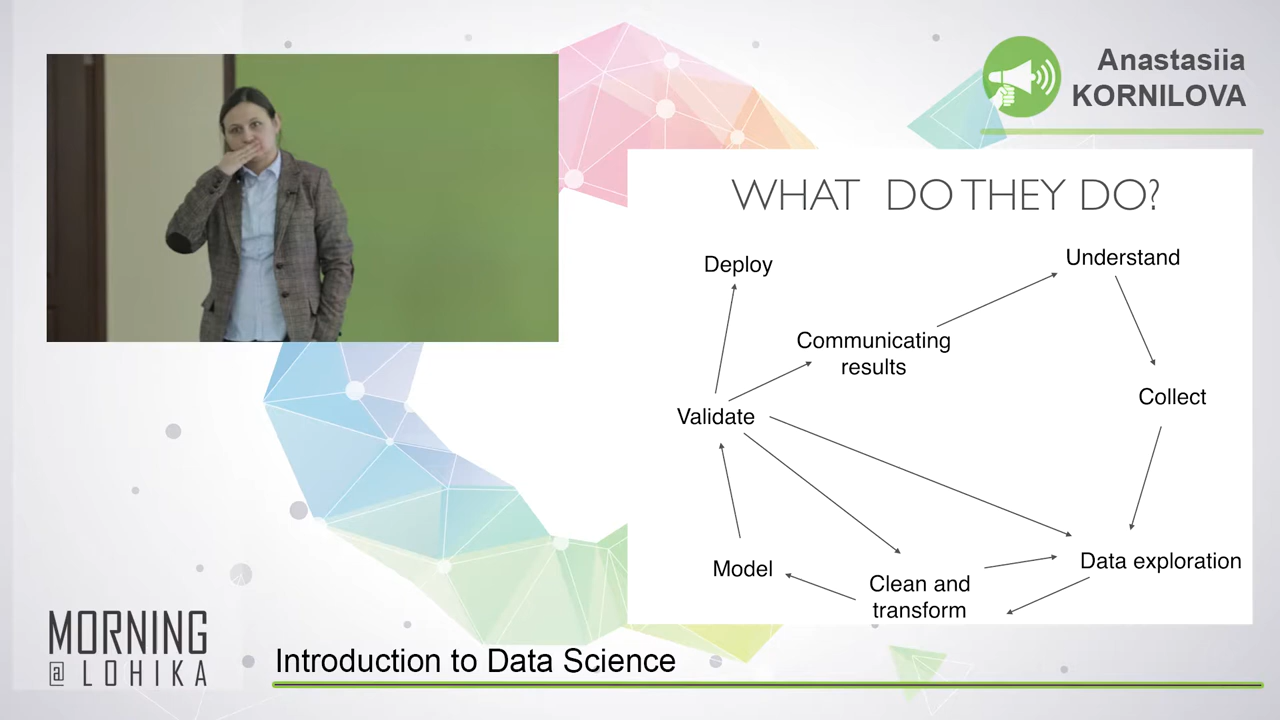 Anastasiia
KORNILOVA
WHAT DO THEY DO?
Deploy
Understand
Communicating
results
Collect
Validate
Model
Clean and
transform
Data exploration
MORNING
@ LOHIKA
Introduction to Data Science